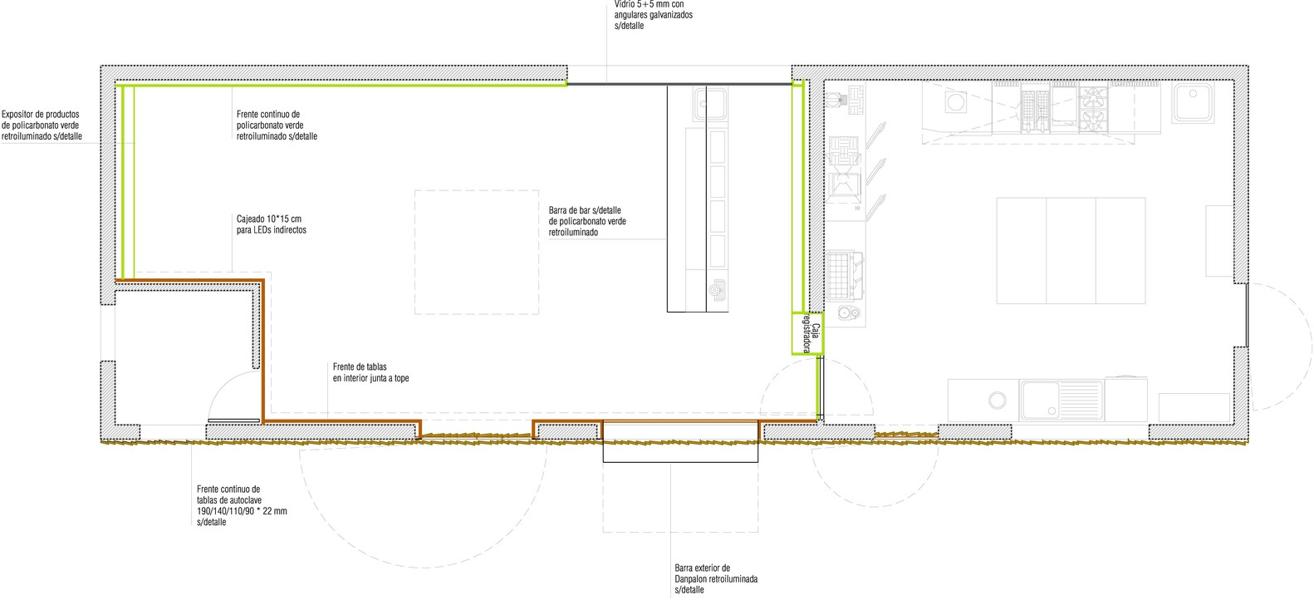 Vidrio 5+5 mm con
angulares galvanizados
s/detalle
Expositor de productos
de policarbonato verde
retroiluminado s/detalle
Frente continuo de
policarbonato verde
retroiluminado s/detalle
Cajeado 10*15 cm
para LEDs indirectos
Barra de bar s/detalle
de policarbonato verde
retroiluminado
Caja
registradora
Frente de tablas
en interior junta a tope
Frente continuo de
tablas de autoclave
190/140/110/90 * 22 mm
s/detalle
Barra exterior de
Danpalon retroiluminada
s/detalle